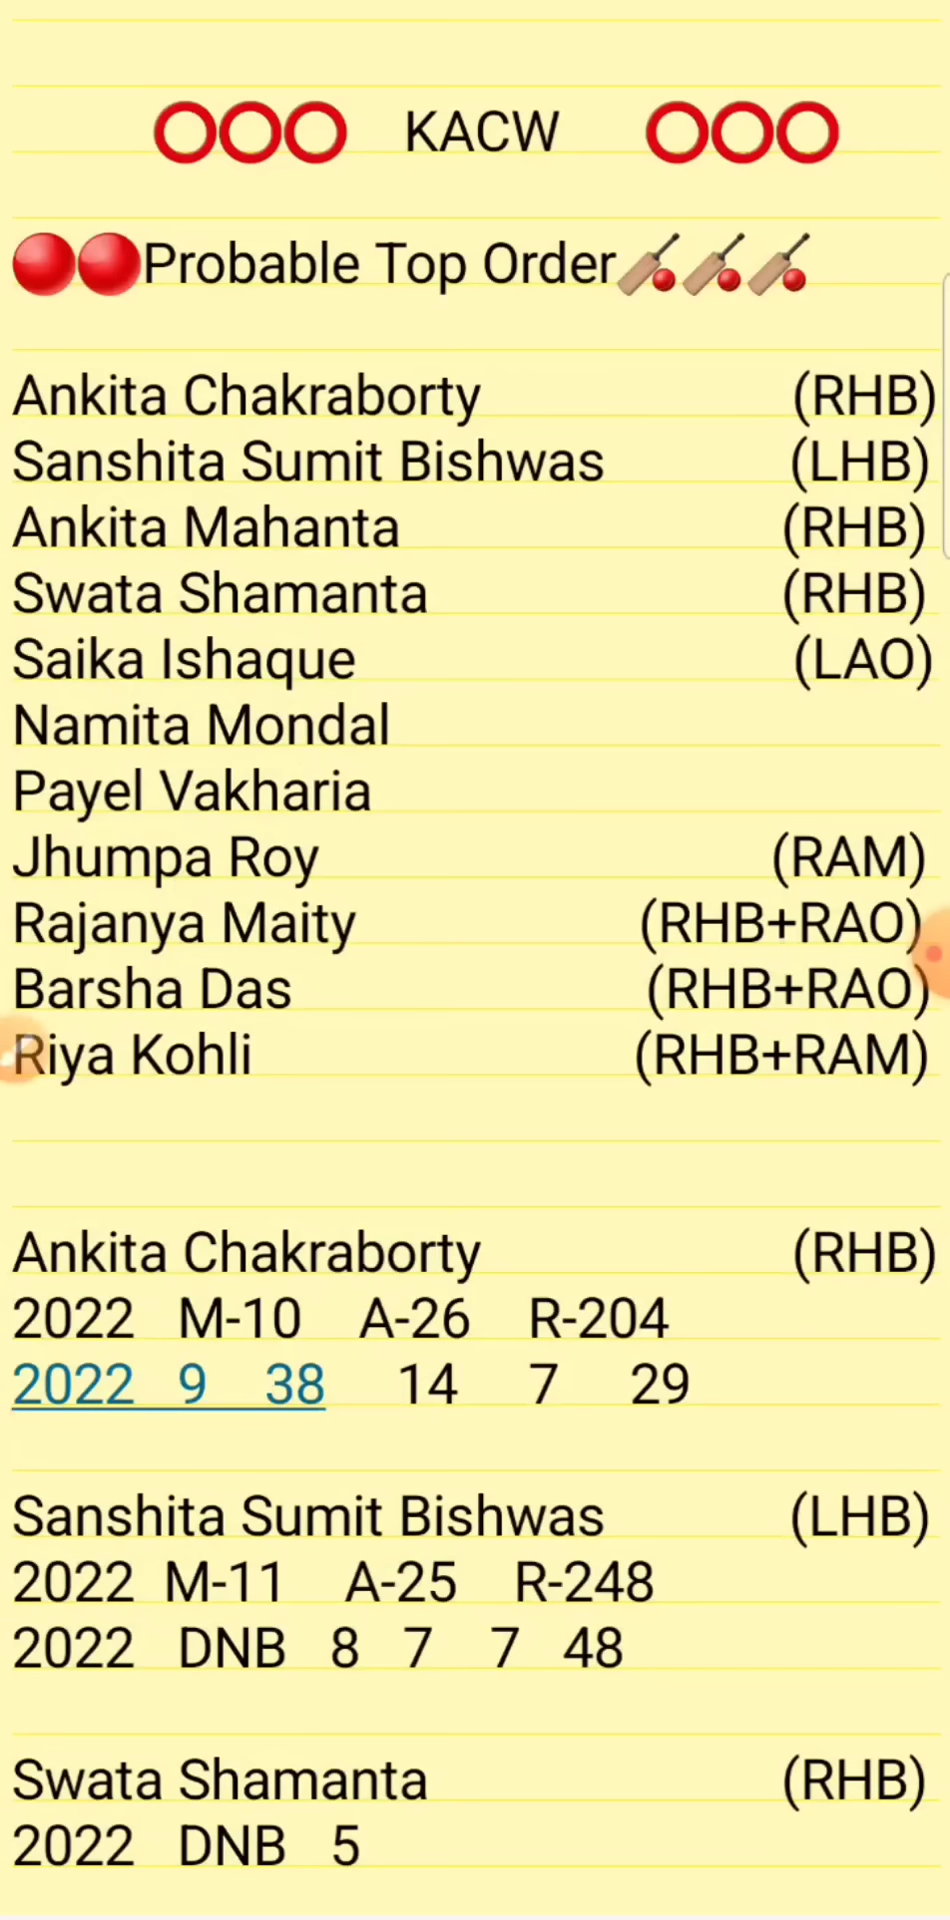 ⭕⭕⭕ KACW ⭕⭕⭕
🔴🔴Probable Top Order🏏🏏🏏
Ankita Chakraborty (RHB)
Sanshita Sumit Bishwas (LHB)
Ankita Mahanta (RHB)
Swata Shamanta (RHB)
Saika Ishaque (LAO)
Namita Mondal
Payel Vakharia
Jhumpa Roy (RAM)
Rajanya Maity (RHB+RAO)
Barsha Das (RHB+RAO)
Riya Kohli (RHB+RAM)
Ankita Chakraborty (RHB)
2022 M-10 A-26 R-204
2022 9 38 14 7 29
Sanshita Sumit Bishwas (LHB)
2022 M-11 A-25 R-248
2022 DNB 8 7 7 48
Swata Shamanta (RHB)
2022 DNB 5